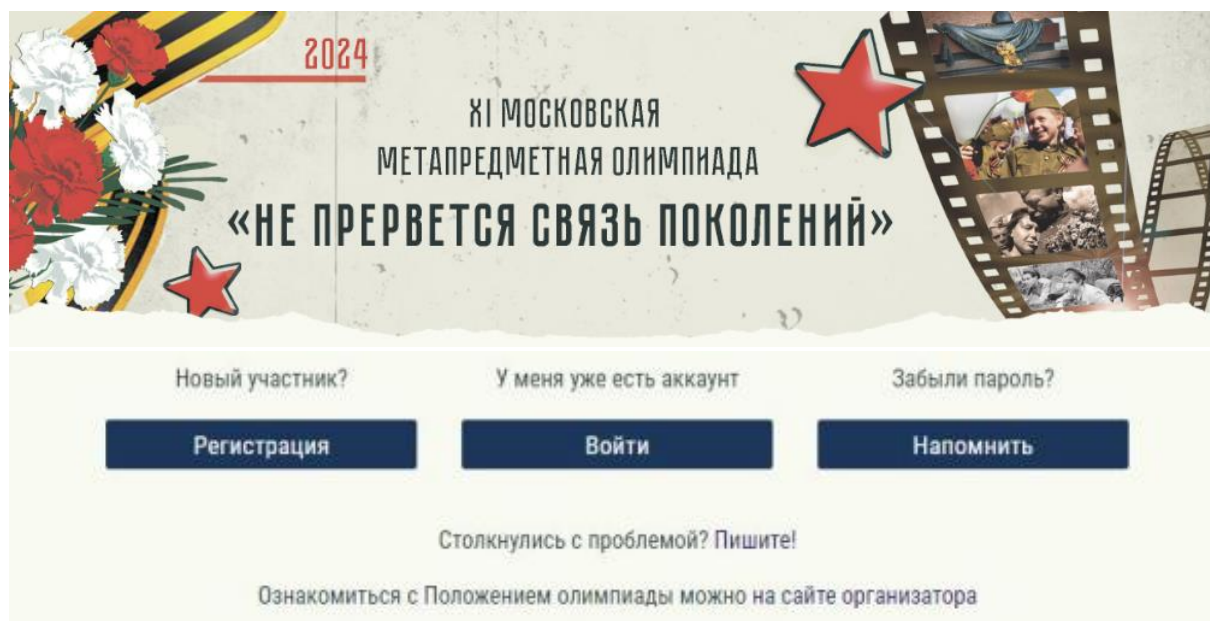 2024
XI МОСКОВСКАЯ
МЕТАПРЕДМЕТНАЯ ОЛИМПИАДА
«НЕ ПРЕРВЕТСЯ СВЯЗЬ ПОКОЛЕНИЙ»
Новый участник? У меня уже есть аккаунт Забыли пароль?
Регистрация Войти Напомнить
Столкнулись с проблемой? Пишите!
Ознакомиться с Положением олимпиады можно на сайте организатора